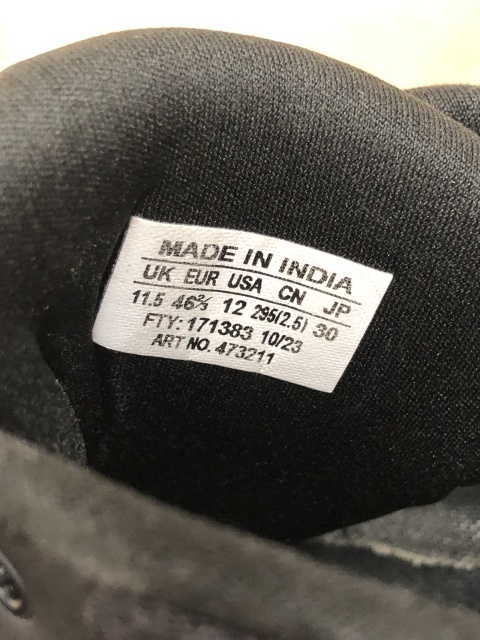 MADE IN INDIA
UK EUR USA CN JP
11.5 46⅔ 12 295(2.5) 30
FTY: 171383 10/23
ART NO. 473211